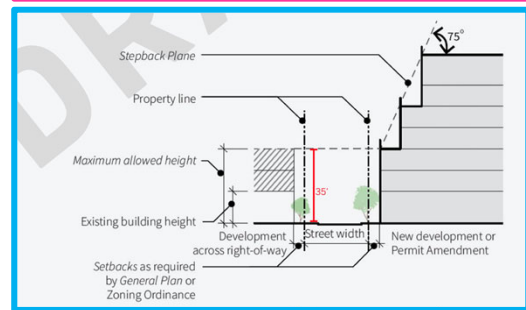 DRA
75°
Stepback Plane
Property line
Maximum allowed height
35'
Existing building height
Development
across right-of-way
Street width
New development or
Permit Amendment
Setbacks as required
by General Plan or
Zoning Ordinance